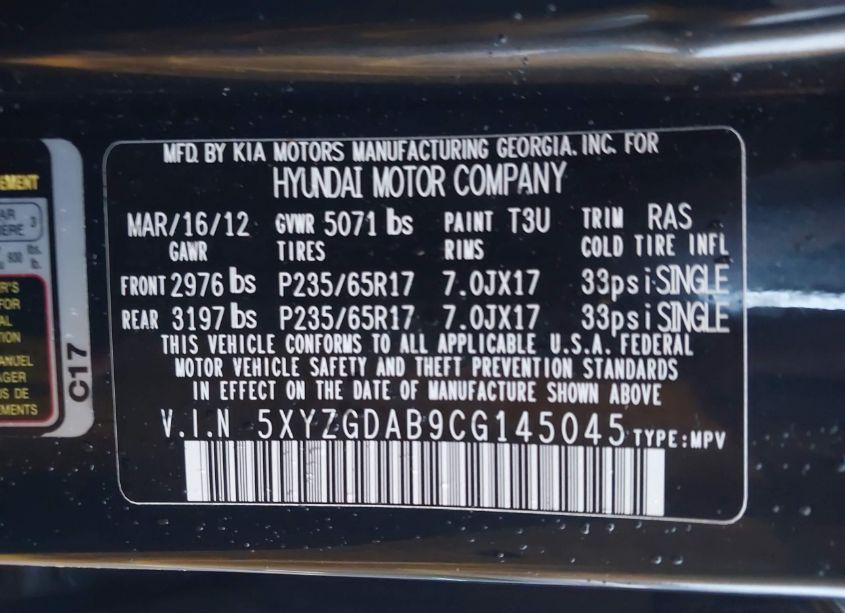 MFD. BY KIA MOTORS MANUFACTURING GEORGIA. INC. FOR
HYUNDAI MOTOR COMPANY
MAR/16/12 GVWR 5071 bs PAINT T3U TRIM RAS
GAWR TIRES RIMS COLD TIRE INFL
FRONT 2976 bs P235/65R17 7.0JX17 33psi SINGLE
REAR 3197 bs P235/65R17 7.0JX17 33psi SINGLE
THIS VEHICLE CONFORMS TO ALL APPLICABLE U.S.A. FEDERAL
MOTOR VEHICLE SAFETY AND THEFT PREVENTION STANDARDS
IN EFFECT ON THE DATE OF MANUFACTURE SHOWN ABOVE
V.I.N 5XYZGDAB9CG145045 TYPE:MPV
C17